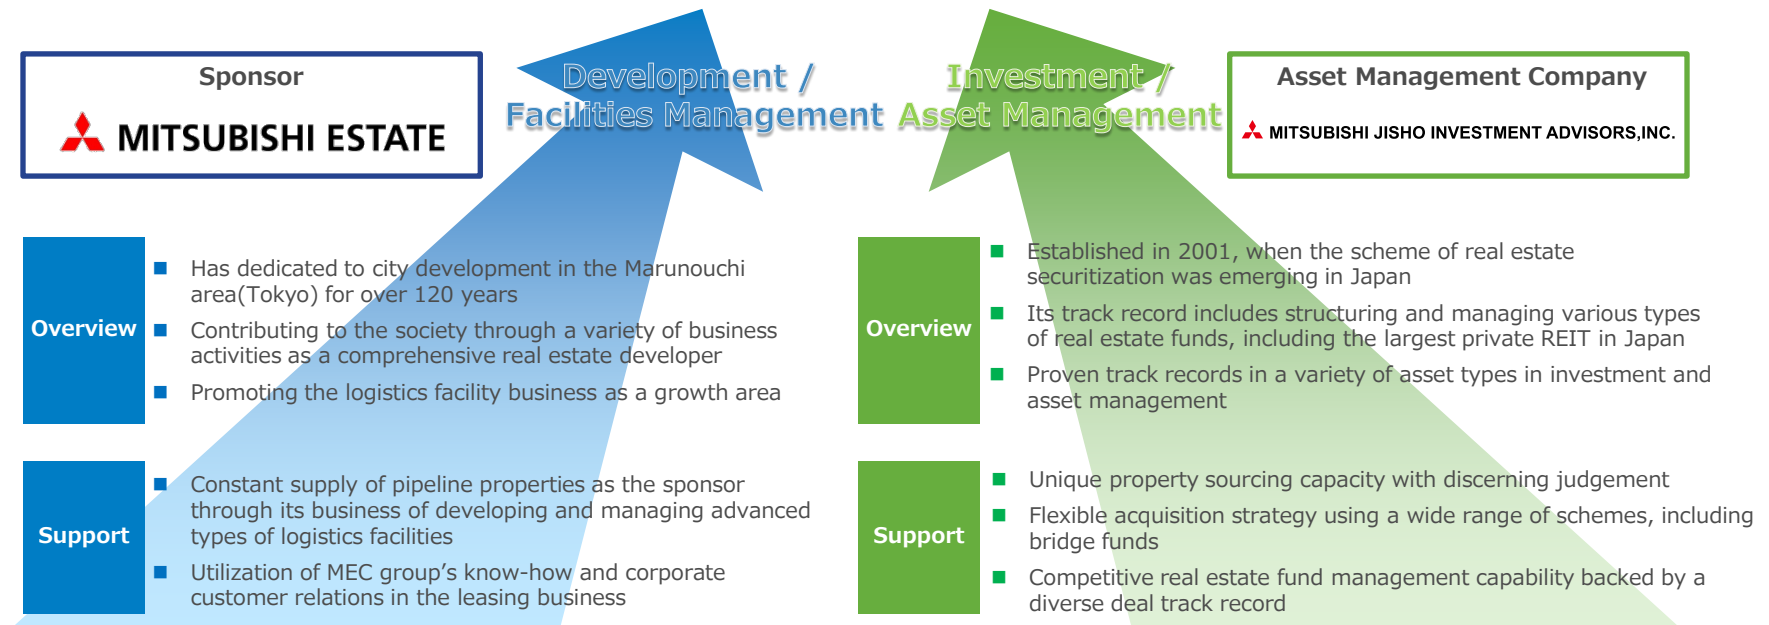 Sponsor
MITSUBISHI ESTATE
Development /
Facilities Management
Investment /
Asset Management
Asset Management Company
MITSUBISHI JISHO INVESTMENT ADVISORS,INC.
Overview
Has dedicated to city development in the Marunouchi
area(Tokyo) for over 120 years
Contributing to the society through a variety of business
activities as a comprehensive real estate developer
Promoting the logistics facility business as a growth area
Support
Constant supply of pipeline properties as the sponsor
through its business of developing and managing advanced
types of logistics facilities
Utilization of MEC group’s know-how and corporate
customer relations in the leasing business
Overview
Established in 2001, when the scheme of real estate
securitization was emerging in Japan
Its track record includes structuring and managing various types
of real estate funds, including the largest private REIT in Japan
Proven track records in a variety of asset types in investment and
asset management
Support
Unique property sourcing capacity with discerning judgement
Flexible acquisition strategy using a wide range of schemes, including
bridge funds
Competitive real estate fund management capability backed by a
diverse deal track record